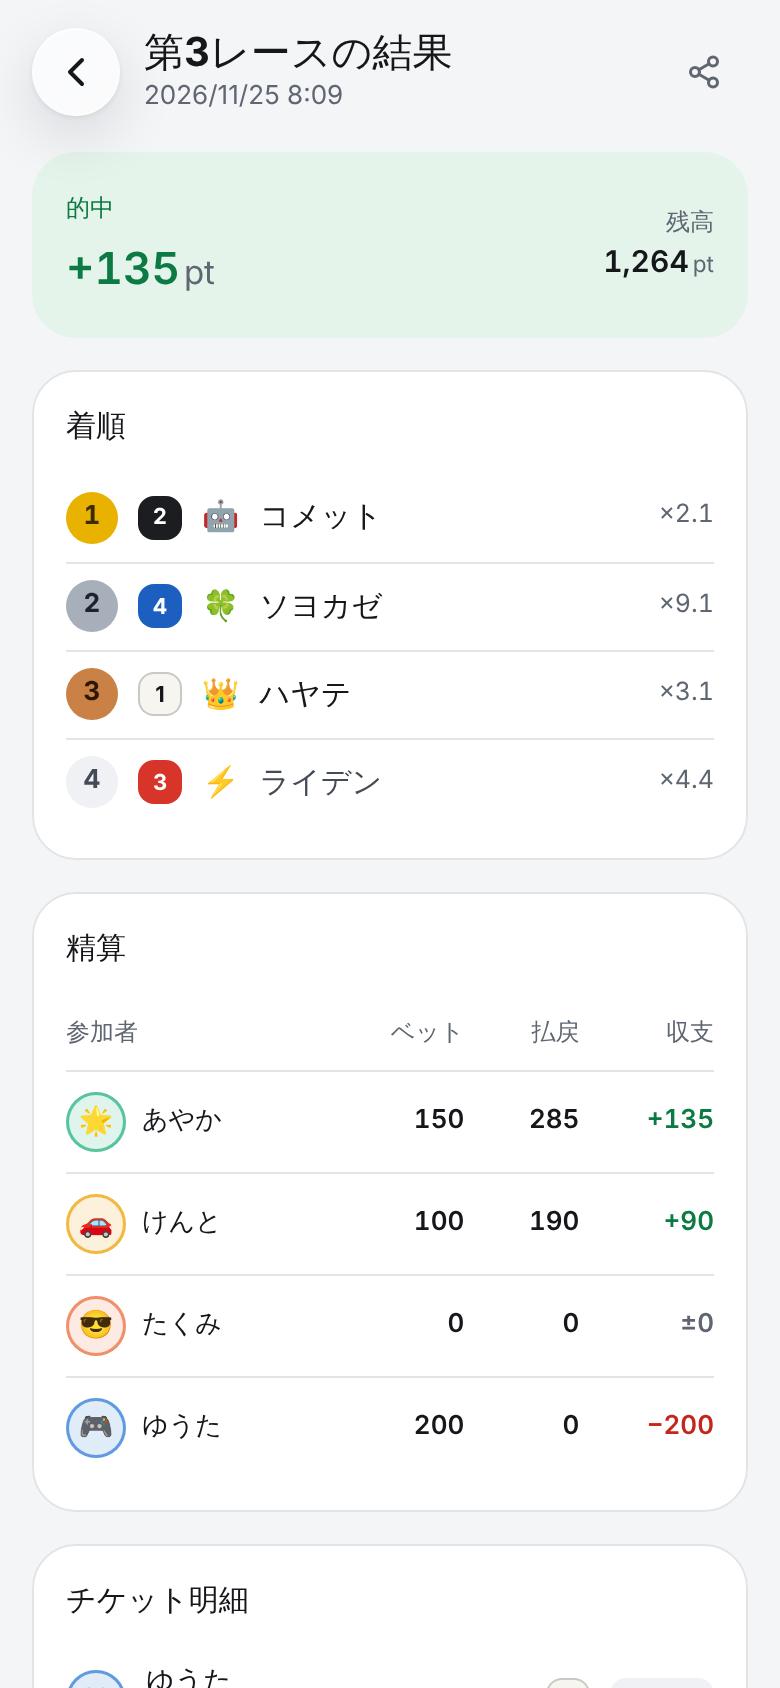 第3レースの結果
2026/11/25 8:09
的中
+135 pt
残高
1,264 pt
着順
1 2 🤖 コメット ×2.1
2 4 🍀 ソヨカゼ ×9.1
3 1 👑 ハヤテ ×3.1
4 3 ⚡ ライデン ×4.4
精算
参加者 ベット 払戻 収支
🌟 あやか 150 285 +135
🚗 けんと 100 190 +90
😎 たくみ 0 0 ±0
🎮 ゆうた 200 0 −200
チケット明細
ゆうた